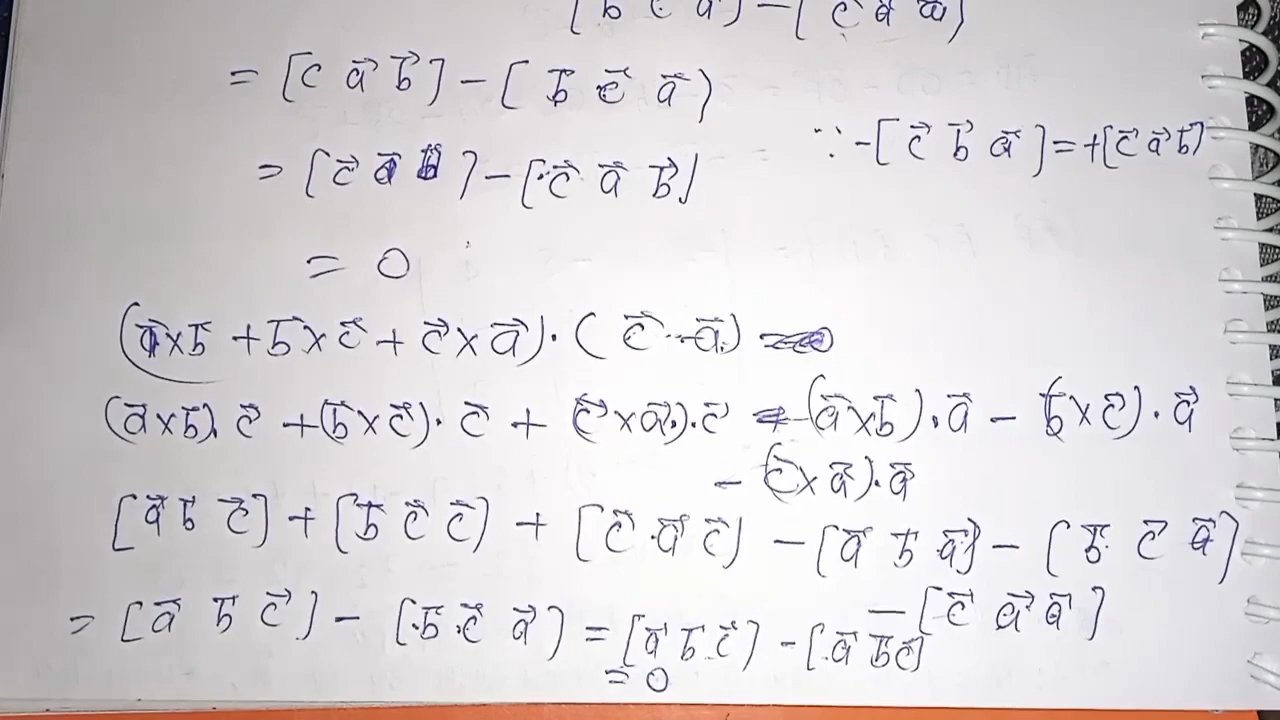 [b⃗ c⃗ a⃗] - [c⃗ a⃗ a⃗]
= [c a⃗ b⃗] - [b⃗ c⃗ a⃗]
∵ -[c⃗ b⃗ a⃗] = +[c⃗ a⃗ b⃗]
= [c⃗ a⃗ b⃗] - [c⃗ a⃗ b⃗]
= 0
(a⃗×b⃗ + b⃗×c⃗ + c⃗×a⃗)·(c⃗ - a⃗)
(a⃗×b⃗)·c⃗ + (b⃗×c⃗)·c⃗ + (c⃗×a⃗)·c⃗ - (a⃗×b⃗)·a⃗ - (b⃗×c⃗)·a⃗
- (c⃗×a⃗)·a⃗
[a⃗ b⃗ c⃗] + [b⃗ c⃗ c⃗] + [c⃗ a⃗ c⃗] - [a⃗ b⃗ a⃗] - [b⃗ c⃗ a⃗]
- [c⃗ a⃗ a⃗]
= [a⃗ b⃗ c⃗] - [b⃗ c⃗ a⃗] = [a⃗ b⃗ c⃗] - [a⃗ b⃗ c⃗]
= 0